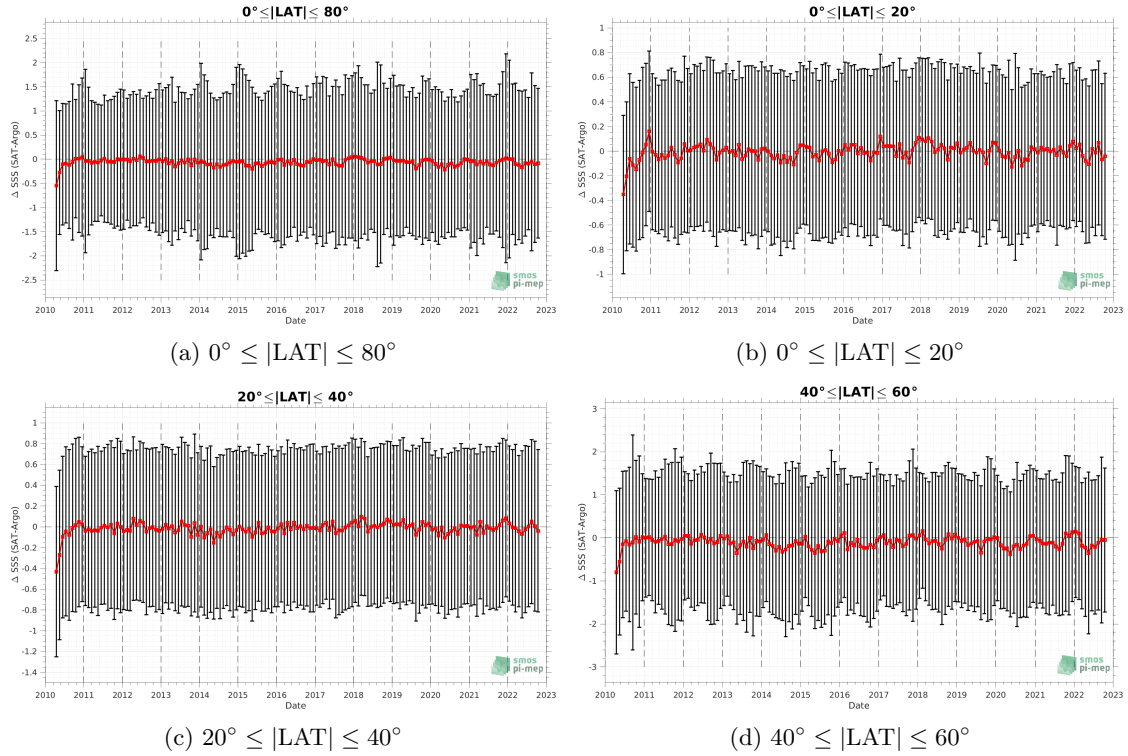 0°≤|LAT|≤ 80°
2.5
2
1.5
1
0.5
0
-0.5
-1
-1.5
-2
-2.5
Δ SSS (SAT-Argo)
2010 2011 2012 2013 2014 2015 2016 2017 2018 2019 2020 2021 2022 2023
Date
smos
pi-mep
(a) 0° ≤ |LAT| ≤ 80°
0°≤|LAT|≤ 20°
1
0.8
0.6
0.4
0.2
0
-0.2
-0.4
-0.6
-0.8
-1
Δ SSS (SAT-Argo)
2010 2011 2012 2013 2014 2015 2016 2017 2018 2019 2020 2021 2022 2023
Date
smos
pi-mep
(b) 0° ≤ |LAT| ≤ 20°
20°≤|LAT|≤ 40°
1
0.8
0.6
0.4
0.2
0
-0.2
-0.4
-0.6
-0.8
-1
-1.2
-1.4
Δ SSS (SAT-Argo)
2010 2011 2012 2013 2014 2015 2016 2017 2018 2019 2020 2021 2022 2023
Date
smos
pi-mep
(c) 20° ≤ |LAT| ≤ 40°
40°≤|LAT|≤ 60°
3
2
1
0
-1
-2
-3
Δ SSS (SAT-Argo)
2010 2011 2012 2013 2014 2015 2016 2017 2018 2019 2020 2021 2022 2023
Date
smos
pi-mep
(d) 40° ≤ |LAT| ≤ 60°